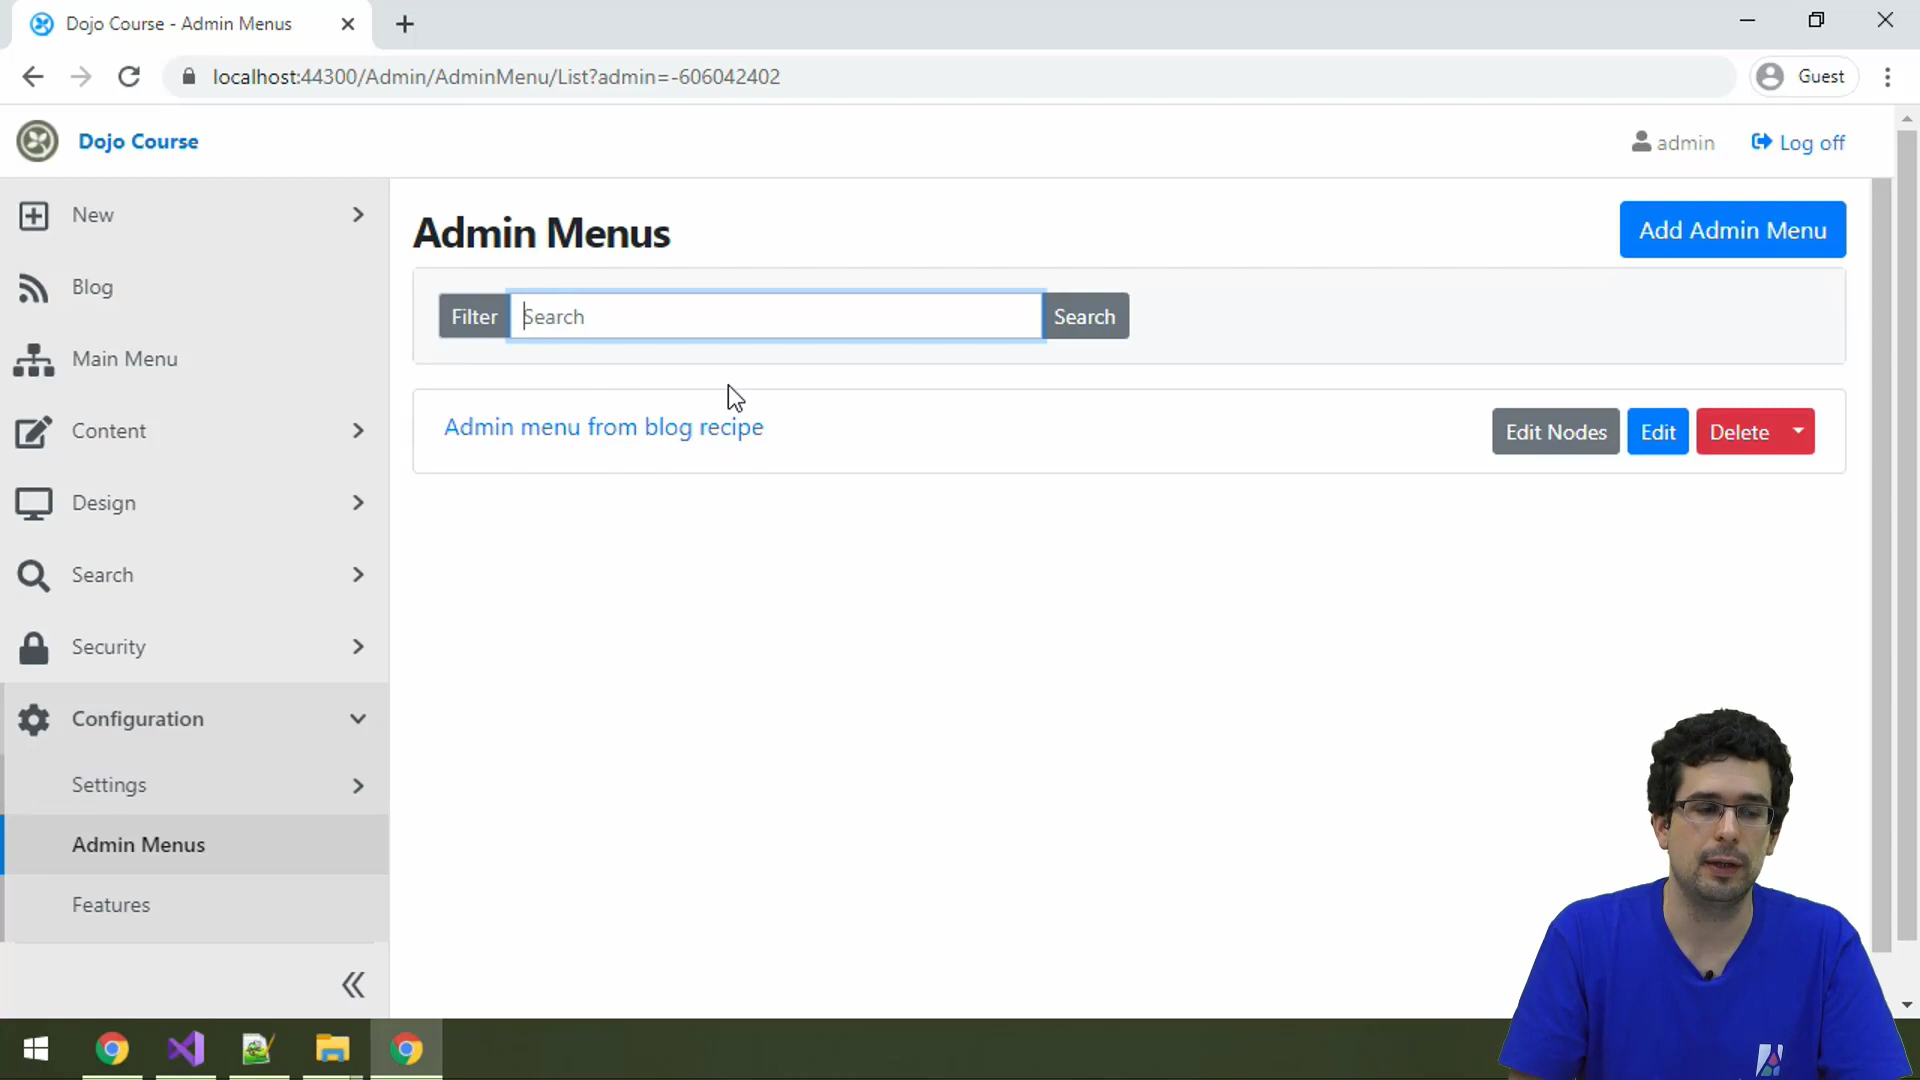 Dojo Course - Admin Menus
localhost:44300/Admin/AdminMenu/List?admin=-606042402
Guest
Dojo Course
admin
Log off
New
Blog
Main Menu
Content
Design
Search
Security
Configuration
Settings
Admin Menus
Features
Admin Menus
Add Admin Menu
Filter
Search
Search
Admin menu from blog recipe
Edit Nodes
Edit
Delete